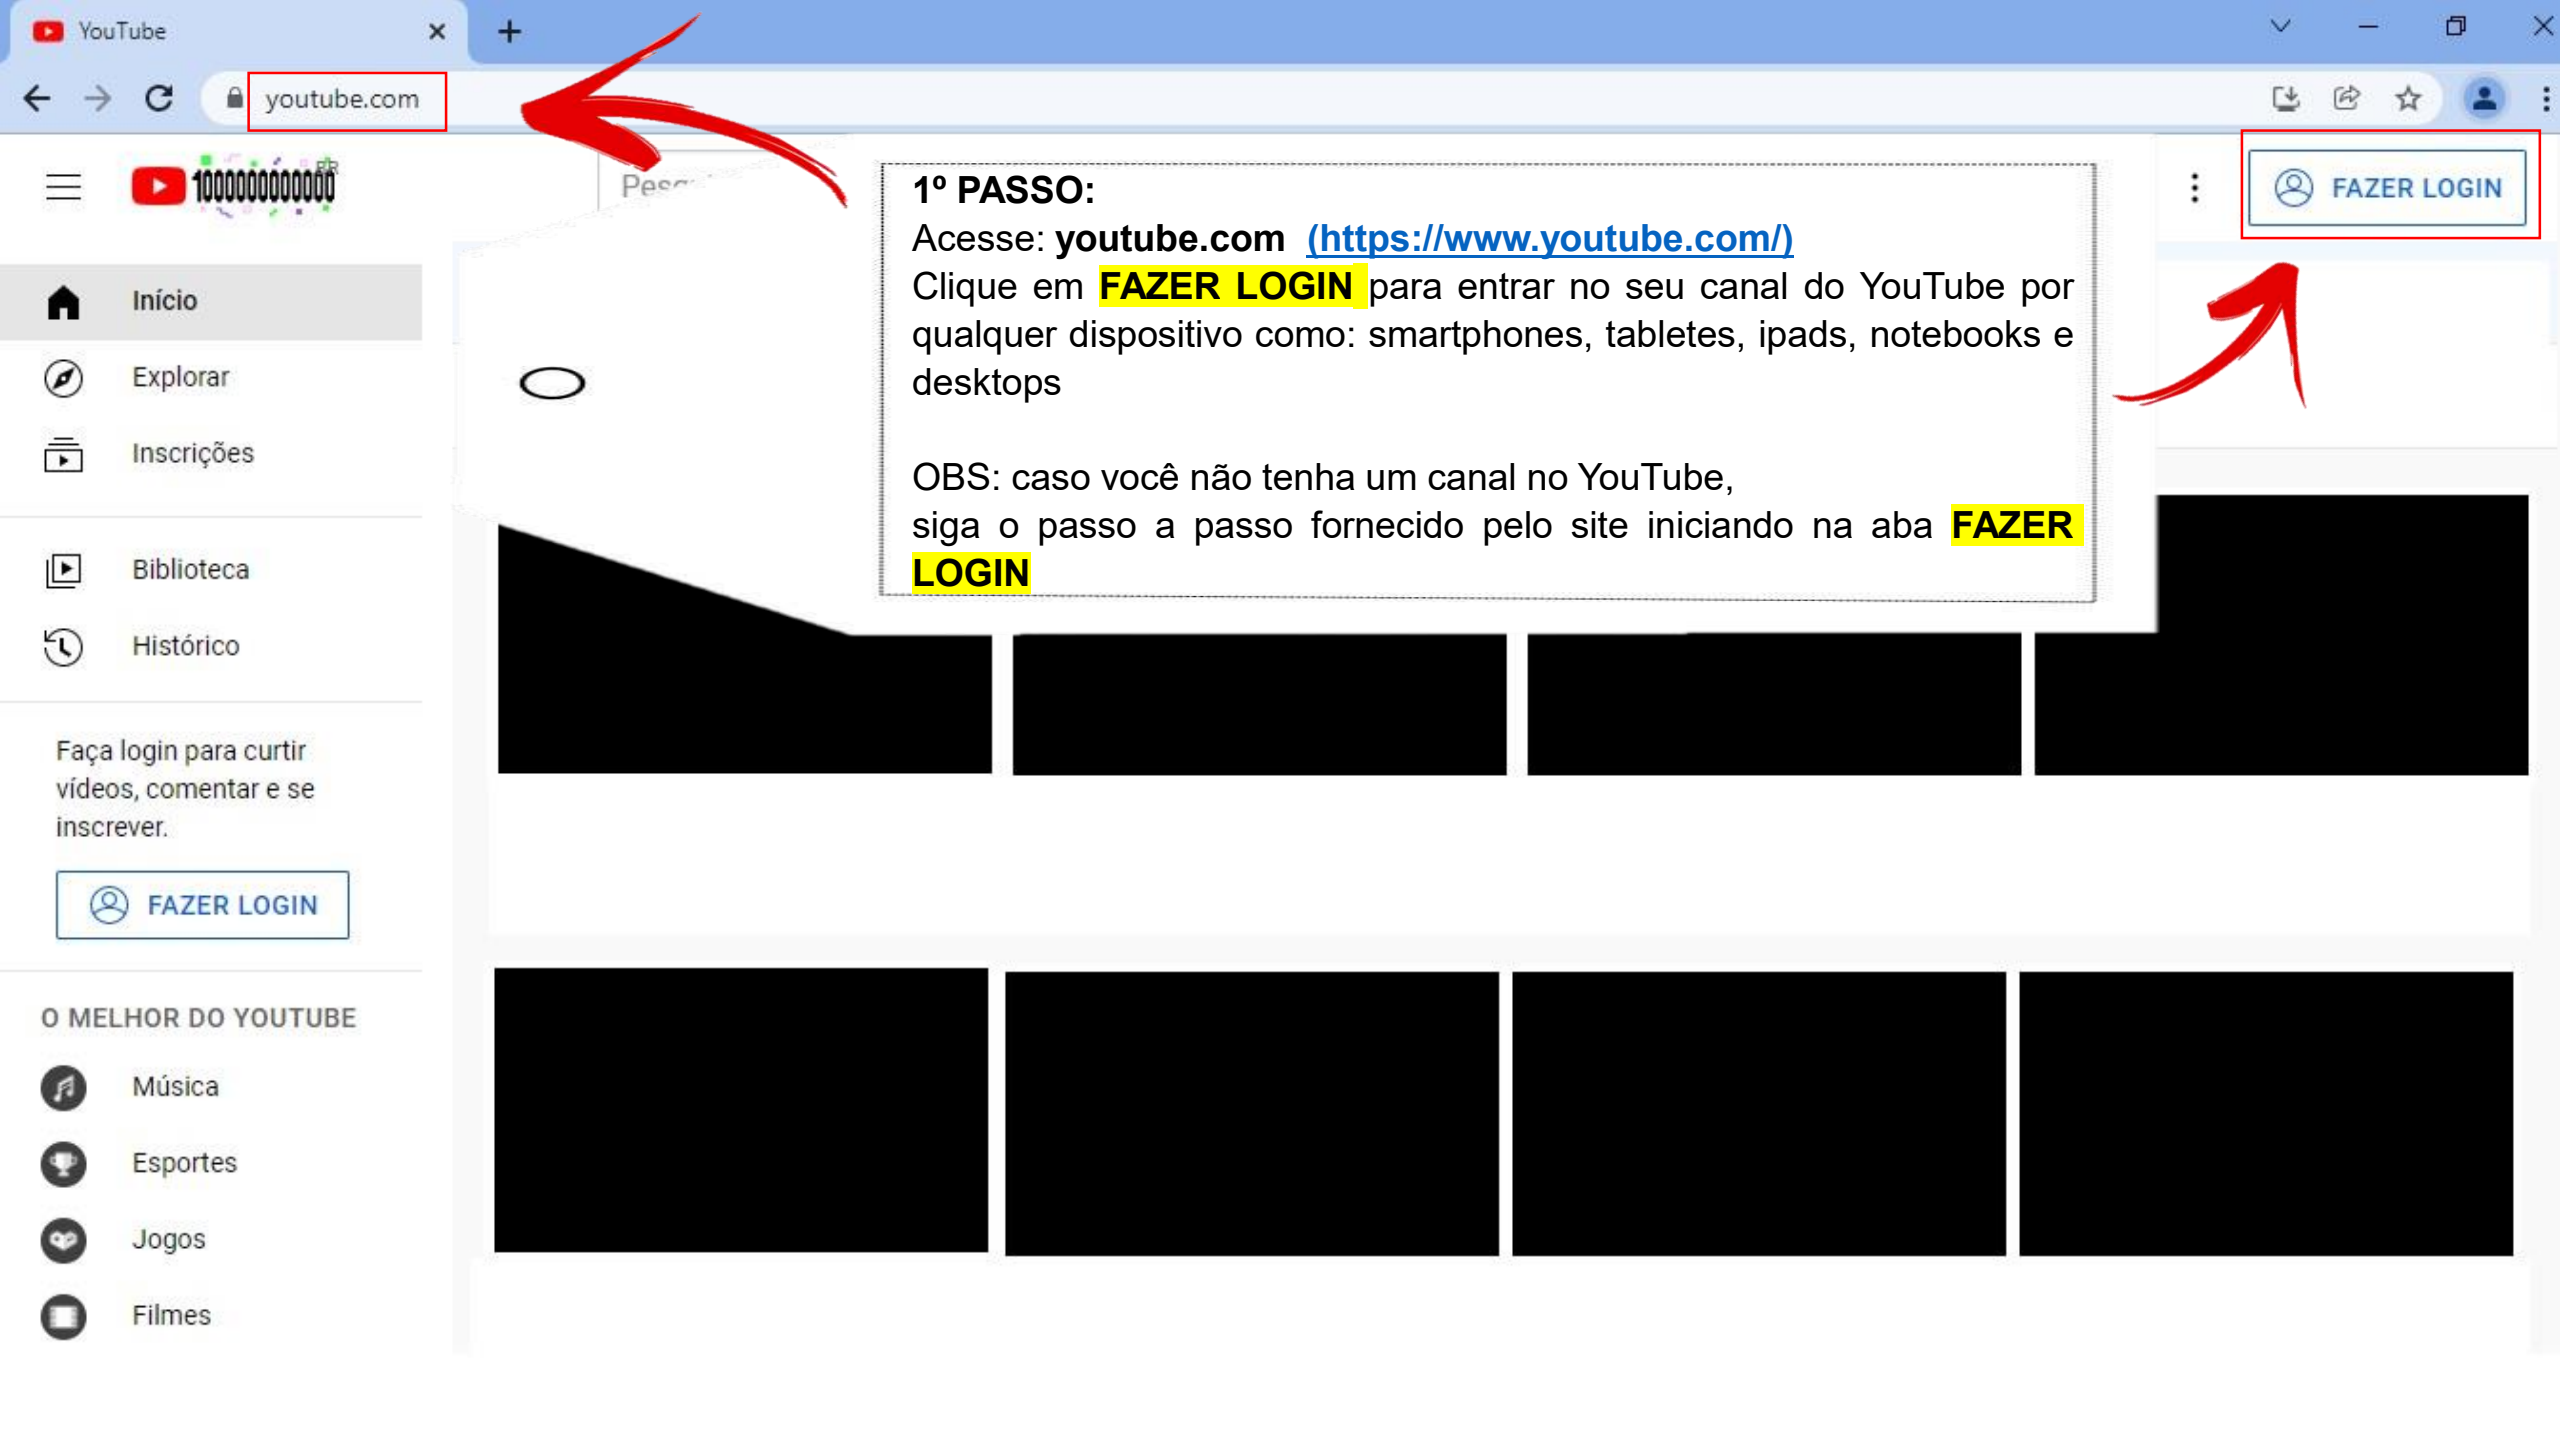 YouTube
youtube.com
1000000000000
BR
FAZER LOGIN
1º PASSO:
Acesse: youtube.com (https://www.youtube.com/)
Clique em FAZER LOGIN para entrar no seu canal do YouTube por
qualquer dispositivo como: smartphones, tabletes, ipads, notebooks e
desktops
OBS: caso você não tenha um canal no YouTube,
siga o passo a passo fornecido pelo site iniciando na aba FAZER
LOGIN
Início
Explorar
Inscrições
Biblioteca
Histórico
Faça login para curtir
vídeos, comentar e se
inscrever.
FAZER LOGIN
O MELHOR DO YOUTUBE
Música
Esportes
Jogos
Filmes